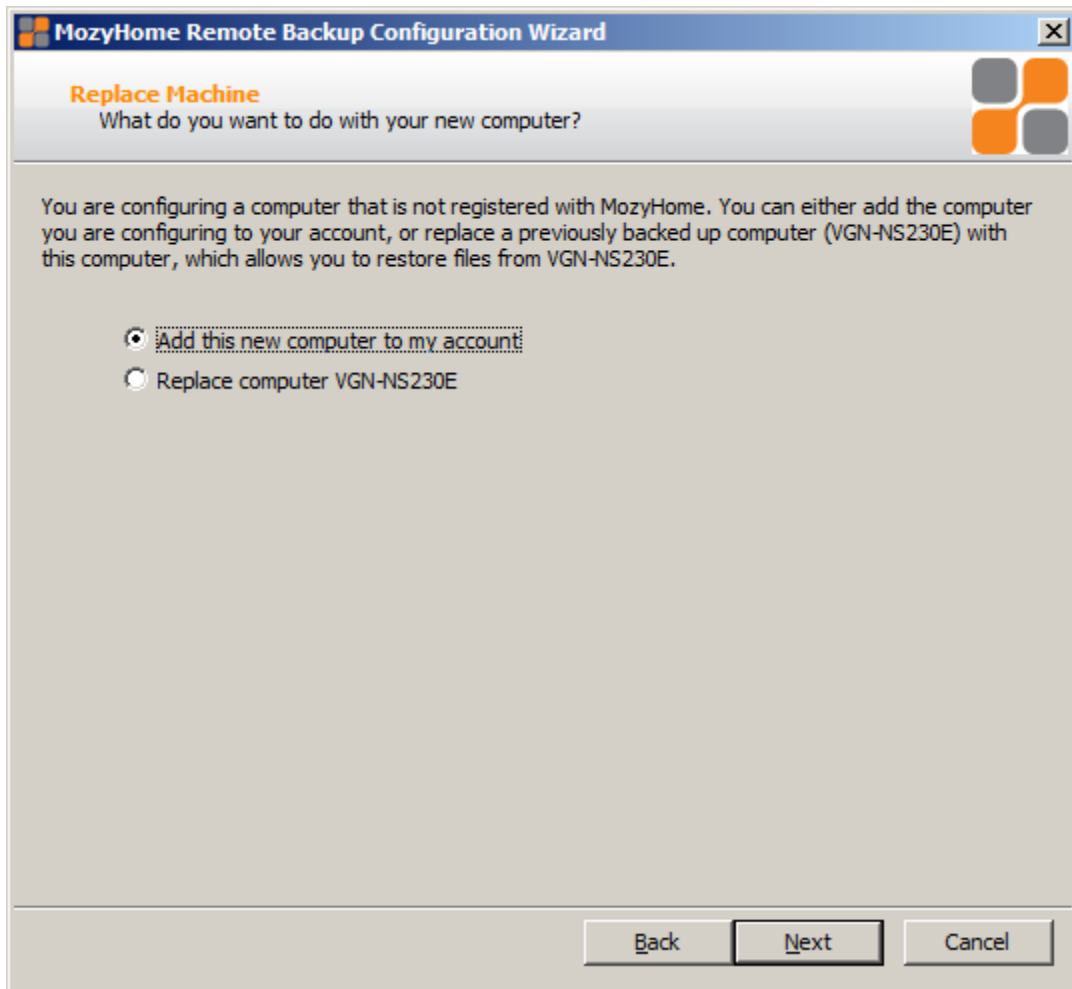 MozyHome Remote Backup Configuration Wizard
Replace Machine
What do you want to do with your new computer?
You are configuring a computer that is not registered with MozyHome. You can either add the computer
you are configuring to your account, or replace a previously backed up computer (VGN-NS230E) with
this computer, which allows you to restore files from VGN-NS230E.
Add this new computer to my account
Replace computer VGN-NS230E
Back Next Cancel